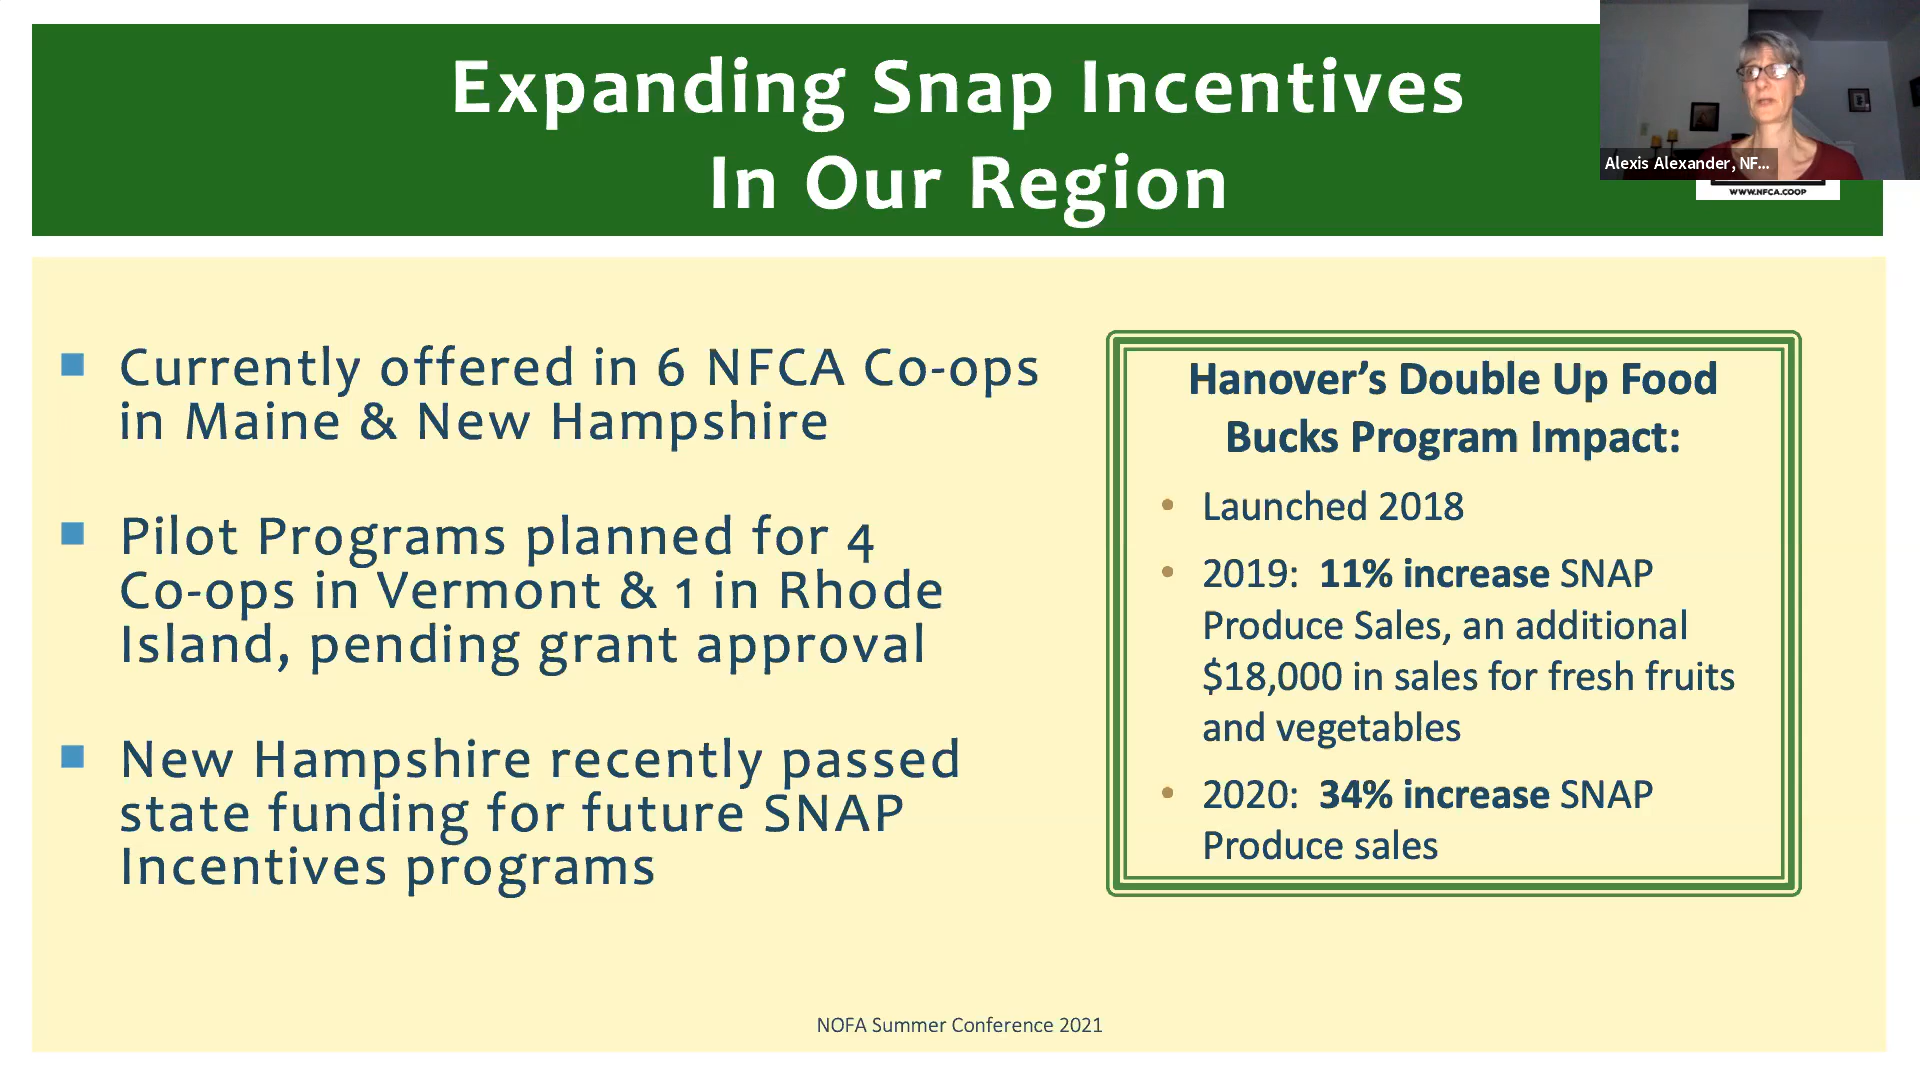 Expanding Snap Incentives
In Our Region
Alexis Alexander, NF...
WWW.NFCA.COOP
■ Currently offered in 6 NFCA Co-ops
in Maine & New Hampshire
■ Pilot Programs planned for 4
Co-ops in Vermont & 1 in Rhode
Island, pending grant approval
■ New Hampshire recently passed
state funding for future SNAP
Incentives programs
Hanover’s Double Up Food
Bucks Program Impact:
• Launched 2018
• 2019: 11% increase SNAP
Produce Sales, an additional
$18,000 in sales for fresh fruits
and vegetables
• 2020: 34% increase SNAP
Produce sales
NOFA Summer Conference 2021